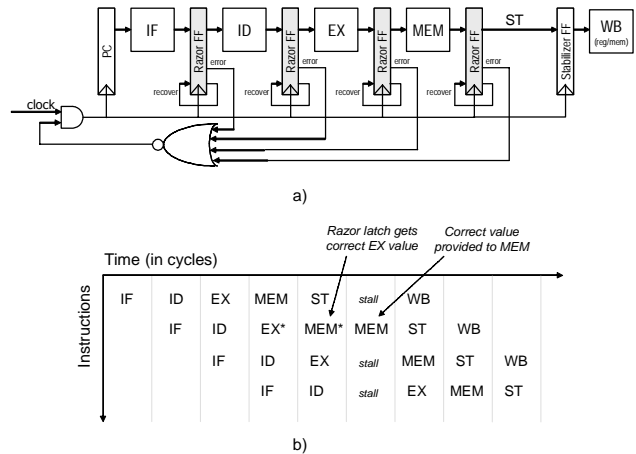 PC
IF
Razor FF
ID
Razor FF
EX
Razor FF
MEM
Razor FF
ST
Stabilizer FF
WB
(reg/mem)
error
error
error
error
recover
recover
recover
recover
clock
a)
Razor latch gets
correct EX value
Correct value
provided to MEM
Time (in cycles)
Instructions
IF ID EX MEM ST stall WB
IF ID EX* MEM* MEM ST WB
IF ID EX stall MEM ST WB
IF ID stall EX MEM ST
b)